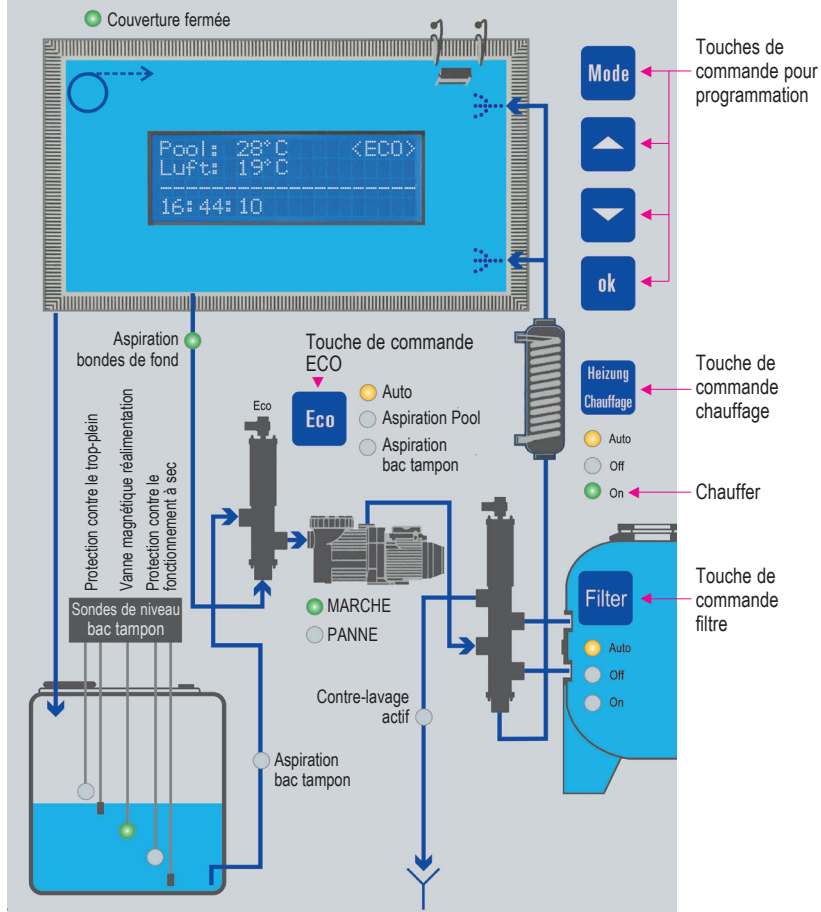 Couverture fermée
Pool: 28°C <ECO>
Luft: 19°C
16:44:10
Mode
ok
Touches de
commande pour
programmation
Aspiration
bondes de fond
Touche de commande
ECO
Eco
Eco
Auto
Aspiration Pool
Aspiration
bac tampon
Heizung
Chauffage
Touche de
commande
chauffage
Auto
Off
On
Chauffer
Protection contre le trop-plein
Vanne magnétique réalimentation
Protection contre le
fonctionnement à sec
Sondes de niveau
bac tampon
MARCHE
PANNE
Filter
Touche de
commande
filtre
Auto
Off
On
Contre-lavage
actif
Aspiration
bac tampon